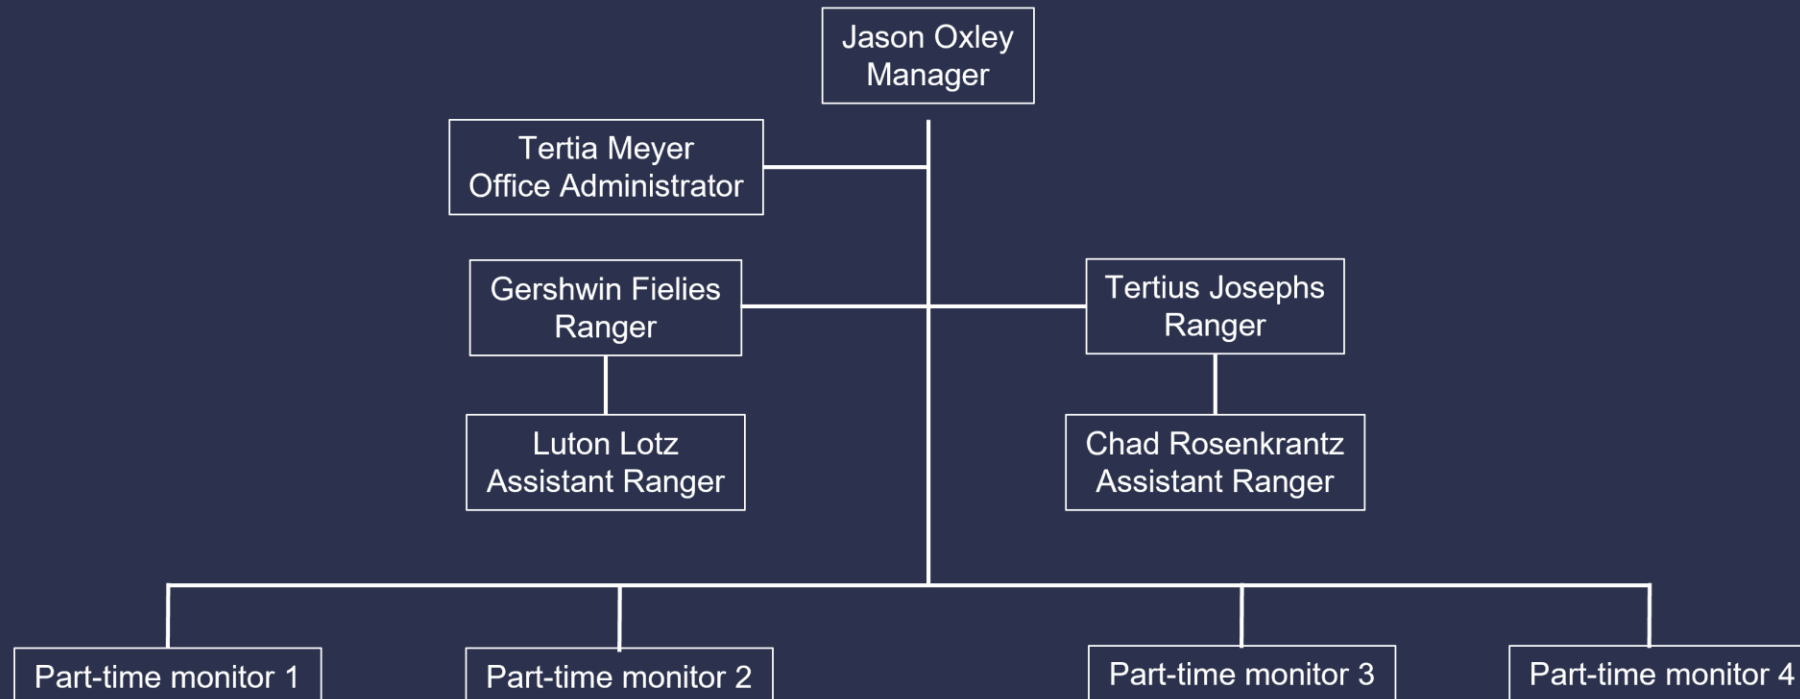 Jason Oxley
Manager
Tertia Meyer
Office Administrator
Gershwin Fielies
Ranger
Tertius Josephs
Ranger
Luton Lotz
Assistant Ranger
Chad Rosenkrantz
Assistant Ranger
Part-time monitor 1
Part-time monitor 2
Part-time monitor 3
Part-time monitor 4